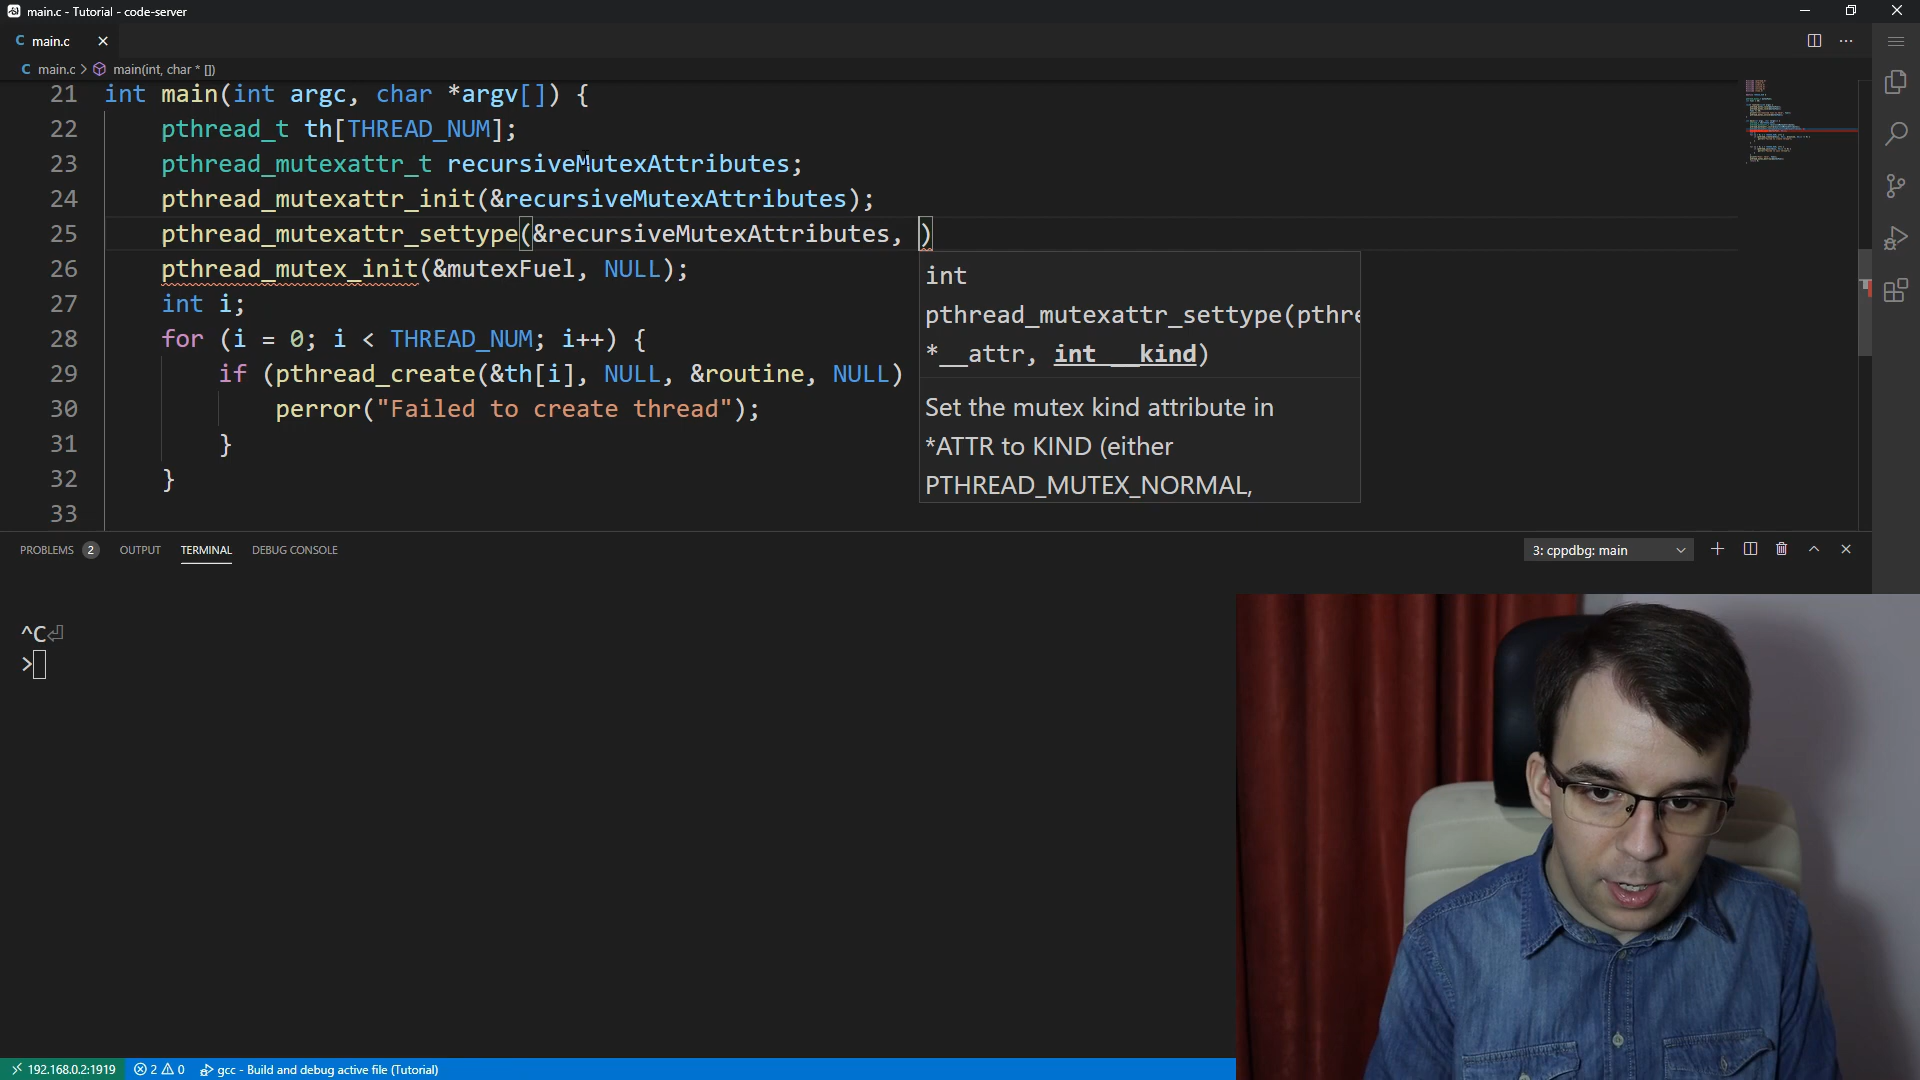 main.c - Tutorial - code-server
main.c
main.c > main(int, char * [])
21 int main(int argc, char *argv[]) {
22 pthread_t th[THREAD_NUM];
23 pthread_mutexattr_t recursiveMutexAttributes;
24 pthread_mutexattr_init(&recursiveMutexAttributes);
25 pthread_mutexattr_settype(&recursiveMutexAttributes, )
26 pthread_mutex_init(&mutexFuel, NULL);
27 int i;
28 for (i = 0; i < THREAD_NUM; i++) {
29 if (pthread_create(&th[i], NULL, &routine, NULL)
30 perror("Failed to create thread");
31 }
32 }
33
int
pthread_mutexattr_settype(pthre
*__attr, int __kind)
Set the mutex kind attribute in
*ATTR to KIND (either
PTHREAD_MUTEX_NORMAL,
PROBLEMS 2 OUTPUT TERMINAL DEBUG CONSOLE
3: cppdbg: main
^C
>
192.168.0.2:1919 2 0 gcc - Build and debug active file (Tutorial)